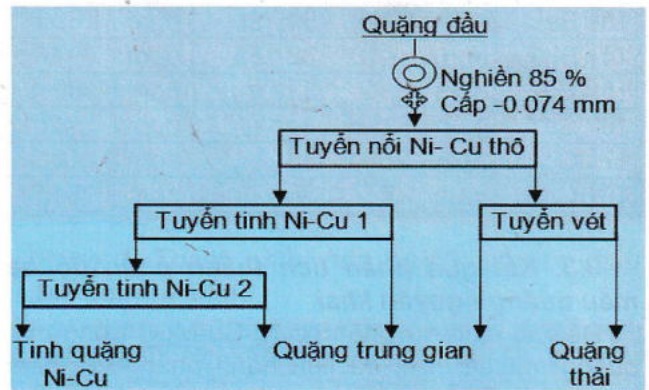 Quặng đầu
Nghiền 85 %
Cấp -0.074 mm
Tuyển nổi Ni- Cu thô
Tuyển tinh Ni-Cu 1
Tuyển vét
Tuyển tinh Ni-Cu 2
Tinh quặng
Ni-Cu
Quặng trung gian
Quặng
thải